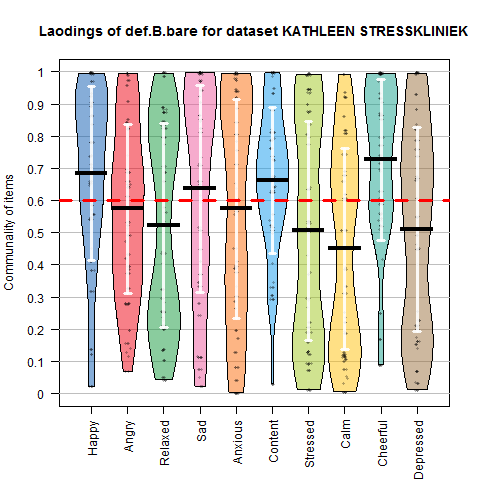 Laodings of def.B.bare for dataset KATHLEEN STRESSKLINIEK
Communality of items
1
0.9
0.8
0.7
0.6
0.5
0.4
0.3
0.2
0.1
0
Happy
Angry
Relaxed
Sad
Anxious
Content
Stressed
Calm
Cheerful
Depressed